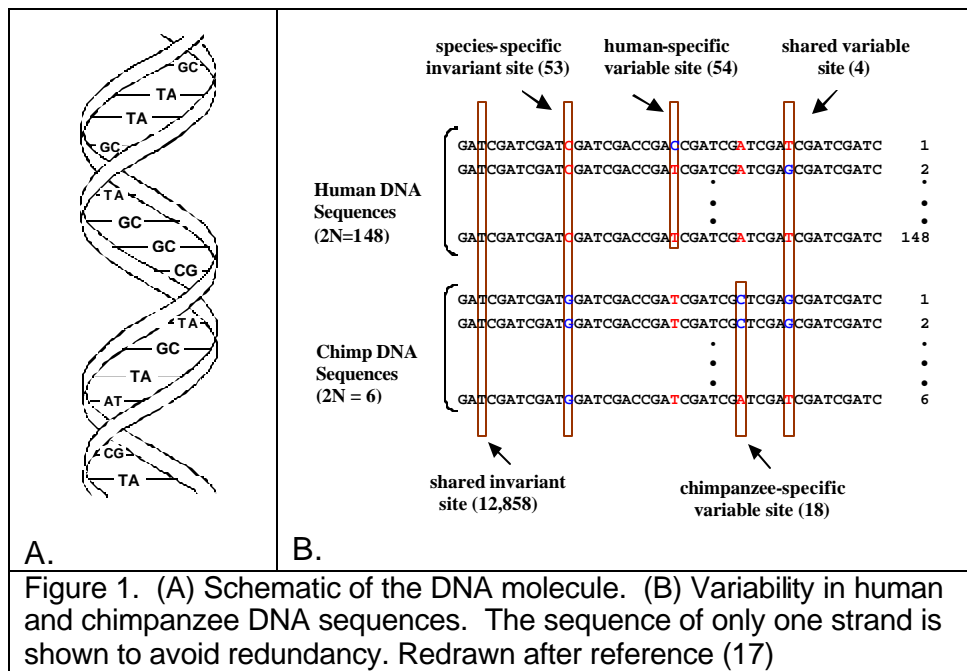 GC
TA
TA
GC
TA
GC
GC
CG
TA
GC
TA
AT
CG
TA
A.
species-specific
invariant site (53)
human-specific
variable site (54)
shared variable
site (4)
GATCGATCGATCGATCGACCGACCGATCGATCGATCGATCGATC 1
GATCGATCGATCGATCGACCGATCGATCGATCGAGCGATCGATC 2
Human DNA
Sequences
(2N=148)
GATCGATCGATCGATCGACCGATCGATCGATCGATCGATCGATC 148
GATCGATCGATGGATCGACCGATCGATCGCTCGAGCGATCGATC 1
GATCGATCGATGGATCGACCGATCGATCGCTCGAGCGATCGATC 2
Chimp DNA
Sequences
(2N = 6)
GATCGATCGATGGATCGACCGATCGATCGATCGATCGATCGATC 6
shared invariant
site (12,858)
chimpanzee-specific
variable site (18)
B.
Figure 1. (A) Schematic of the DNA molecule. (B) Variability in human
and chimpanzee DNA sequences. The sequence of only one strand is
shown to avoid redundancy. Redrawn after reference (17)